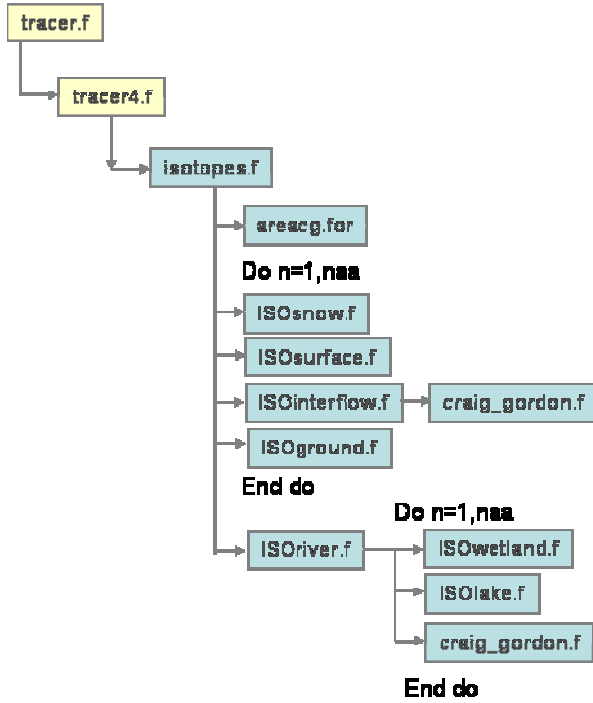 tracer.f
tracer4.f
isotopes.f
areacg.for
Do n=1,naa
ISOsnow.f
ISOsurface.f
ISOinterflow.f
craig_gordon.f
ISOground.f
End do
Do n=1,naa
ISOriver.f
ISOwetland.f
ISOlake.f
craig_gordon.f
End do